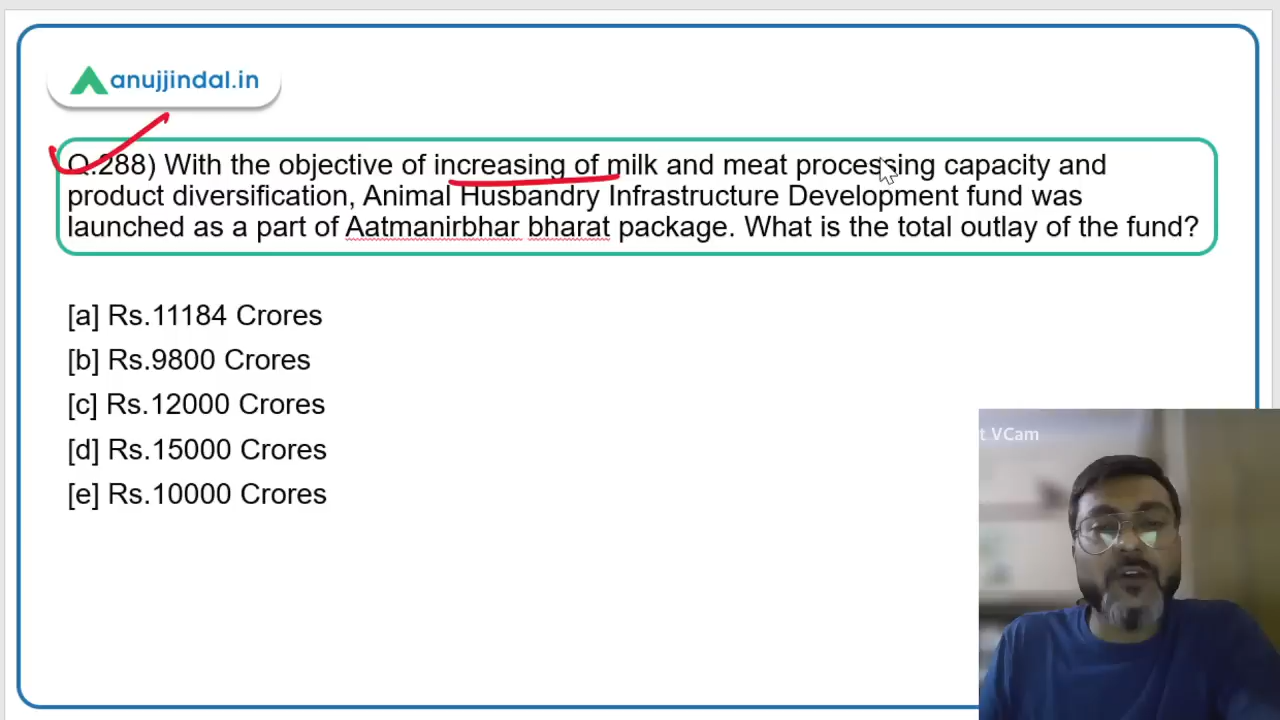 anujjindal.in
Q.288) With the objective of increasing of milk and meat processing capacity and
product diversification, Animal Husbandry Infrastructure Development fund was
launched as a part of Aatmanirbhar bharat package. What is the total outlay of the fund?
[a] Rs.11184 Crores
[b] Rs.9800 Crores
[c] Rs.12000 Crores
[d] Rs.15000 Crores
[e] Rs.10000 Crores
t VCam